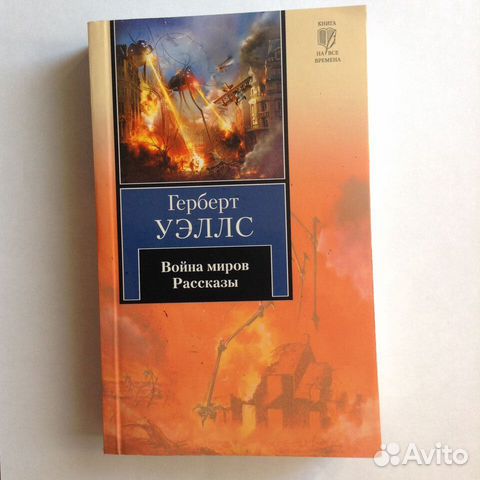 КНИГА
НА ВСЕ
ВРЕМЕНА
Герберт
УЭЛЛС
Война миров
Рассказы
Avito